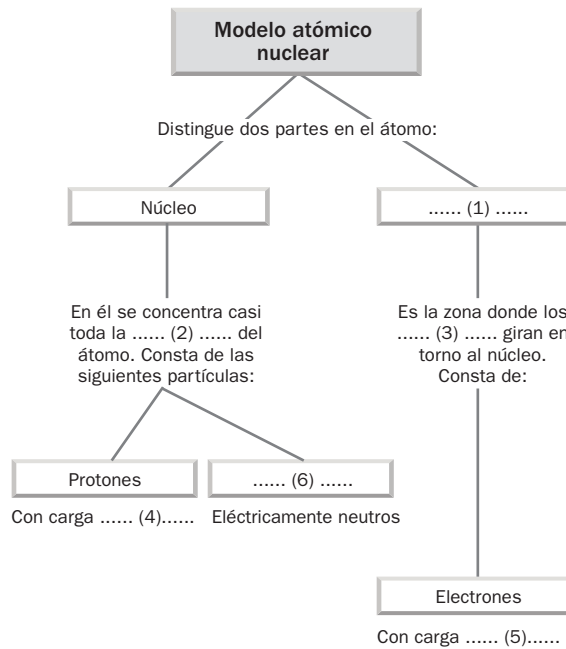 Modelo atómico
nuclear
Distingue dos partes en el átomo:
Núcleo
...... (1) ......
En él se concentra casi
toda la ...... (2) ...... del
átomo. Consta de las
siguientes partículas:
Es la zona donde los
...... (3) ...... giran en
torno al núcleo.
Consta de:
Protones
...... (6) ......
Con carga ...... (4)......
Eléctricamente neutros
Electrones
Con carga ...... (5)......